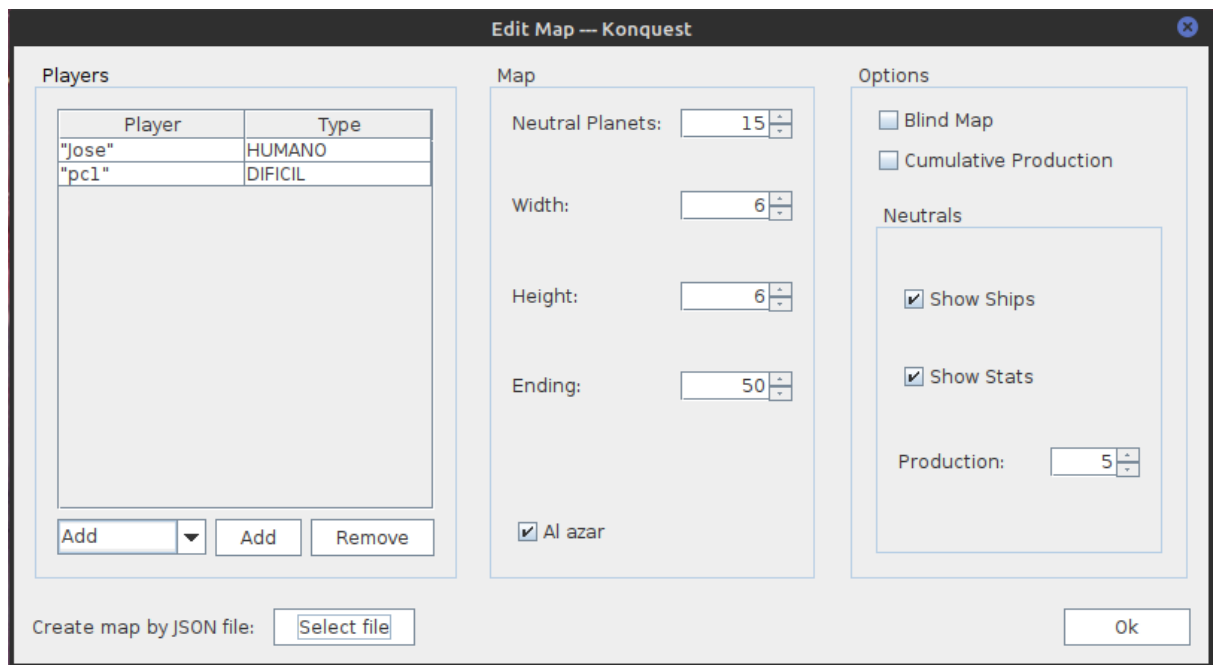 Edit Map --- Konquest
Players
Player Type
"Jose" HUMANO
"pc1" DIFICIL
Add Add Remove
Map
Neutral Planets: 15
Width: 6
Height: 6
Ending: 50
Al azar
Options
Blind Map
Cumulative Production
Neutrals
Show Ships
Show Stats
Production: 5
Create map by JSON file: Select file
Ok